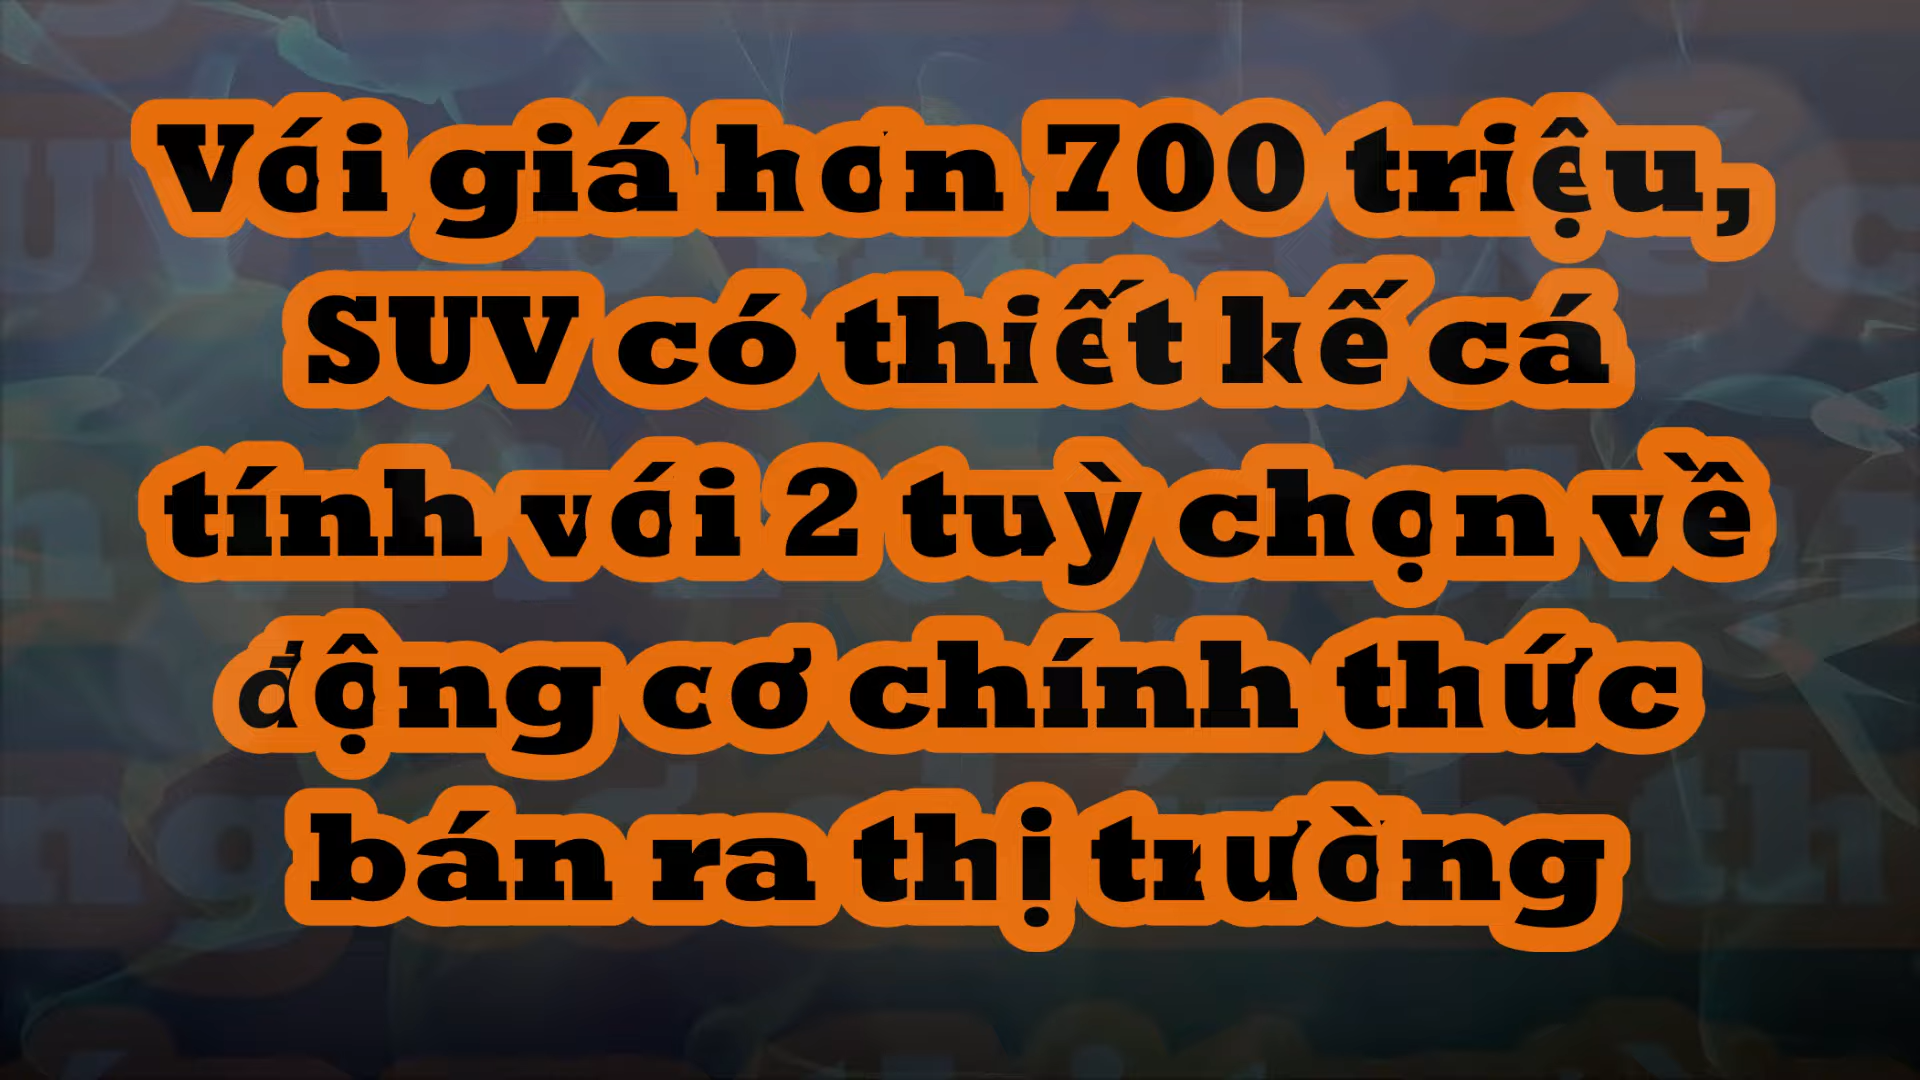 Với giá hơn 700 triệu,
SUV có thiết kế cá
tính với 2 tuỳ chọn về
động cơ chính thức
bán ra thị trường